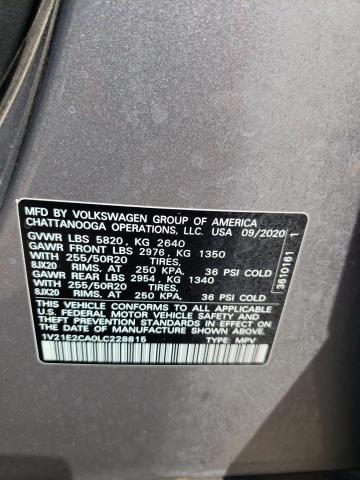 MFD BY VOLKSWAGEN GROUP OF AMERICA
CHATTANOOGA OPERATIONS, LLC. USA 09/2020
GVWR LBS 5820, KG 2640
GAWR FRONT LBS 2976, KG 1350
WITH 255/50R20 TIRES,
8JX20 RIMS, AT 250 KPA. 36 PSI COLD
GAWR REAR LBS 2954, KG 1340
WITH 255/50R20 TIRES,
8JX20 RIMS, AT 250 KPA. 36 PSI COLD
THIS VEHICLE CONFORMS TO ALL APPLICABLE
U.S. FEDERAL MOTOR VEHICLE SAFETY AND
THEFT PREVENTION STANDARDS IN EFFECT ON
THE DATE OF MANUFACTURE SHOWN ABOVE.
1V21E2CA0LC228815 TYPE: MPV
3610161 1